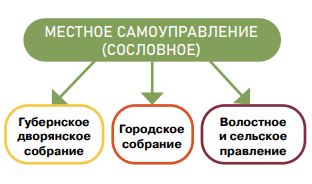 МЕСТНОЕ САМОУПРАВЛЕНИЕ
(СОСЛОВНОЕ)
Губернское
дворянское
собрание
Городское
собрание
Волостное
и сельское
правление